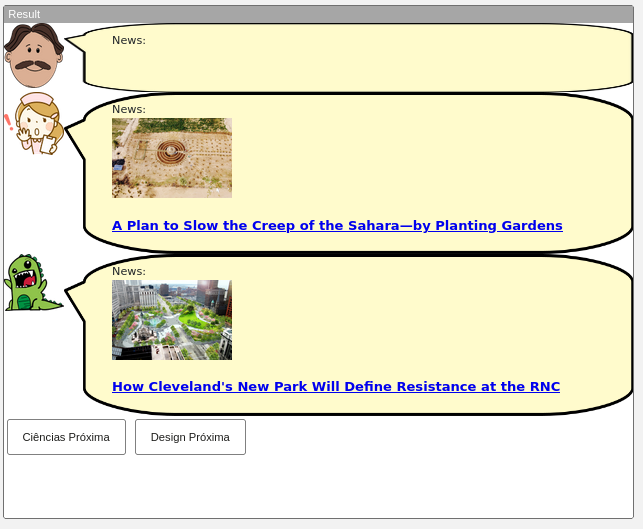 Result
News:
News:
A Plan to Slow the Creep of the Sahara—by Planting Gardens
News:
How Cleveland's New Park Will Define Resistance at the RNC
Ciências Próxima
Design Próxima